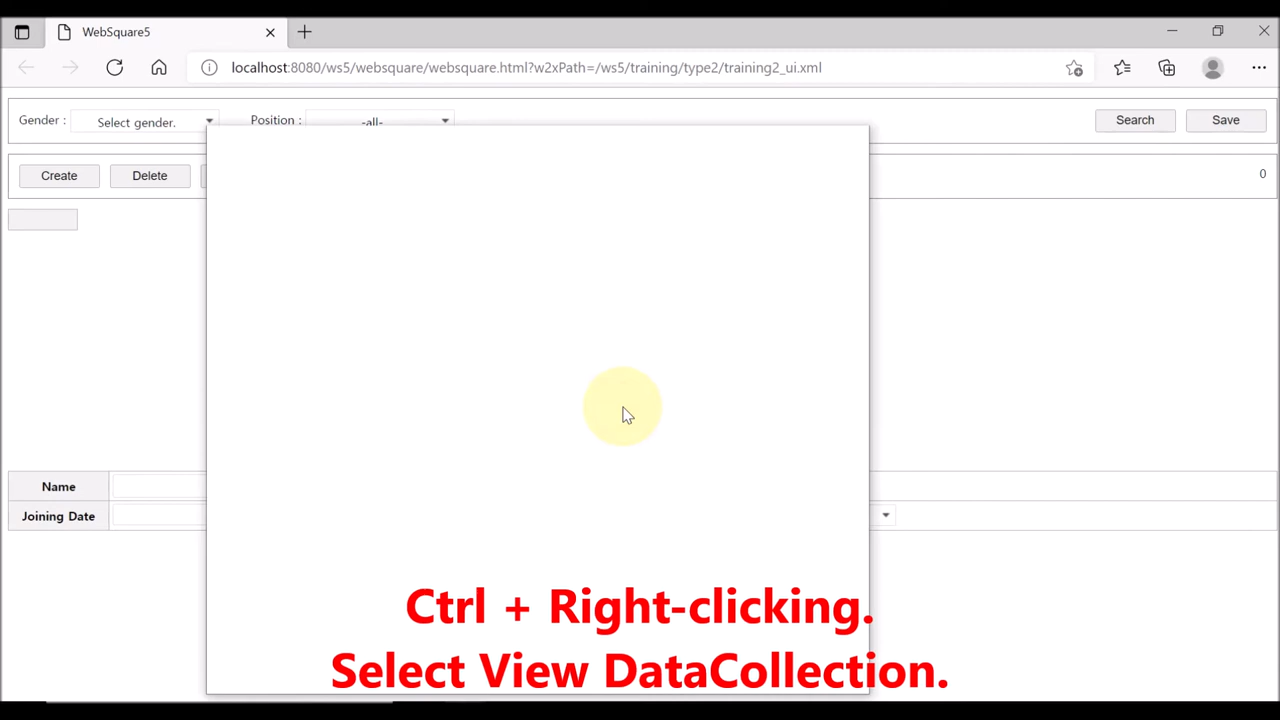 WebSquare5
localhost:8080/ws5/websquare/websquare.html?w2xPath=/ws5/training/type2/training2_ui.xml
Gender : Select gender. Position : -all- Search Save
Create Delete 0
Name
Joining Date
Ctrl + Right-clicking.
Select View DataCollection.